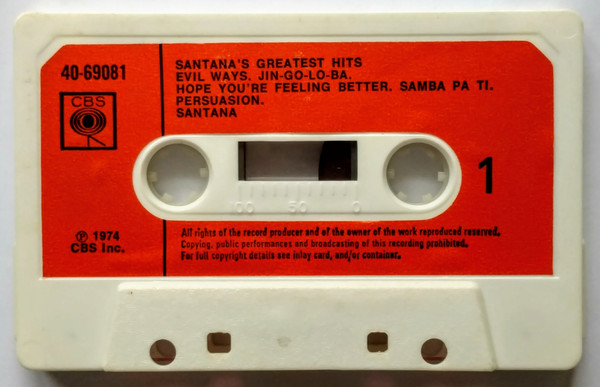 40-69081
CBS
SANTANA'S GREATEST HITS
EVIL WAYS. JIN-GO-LO-BA.
HOPE YOU'RE FEELING BETTER. SAMBA PA TI.
PERSUASION.
SANTANA
1
100 50 0
℗ 1974
CBS Inc.
All rights of the record producer and of the owner of the work reproduced reserved.
Copying, public performances and broadcasting of this recording prohibited.
For full copyright details see inlay card, and/or container.